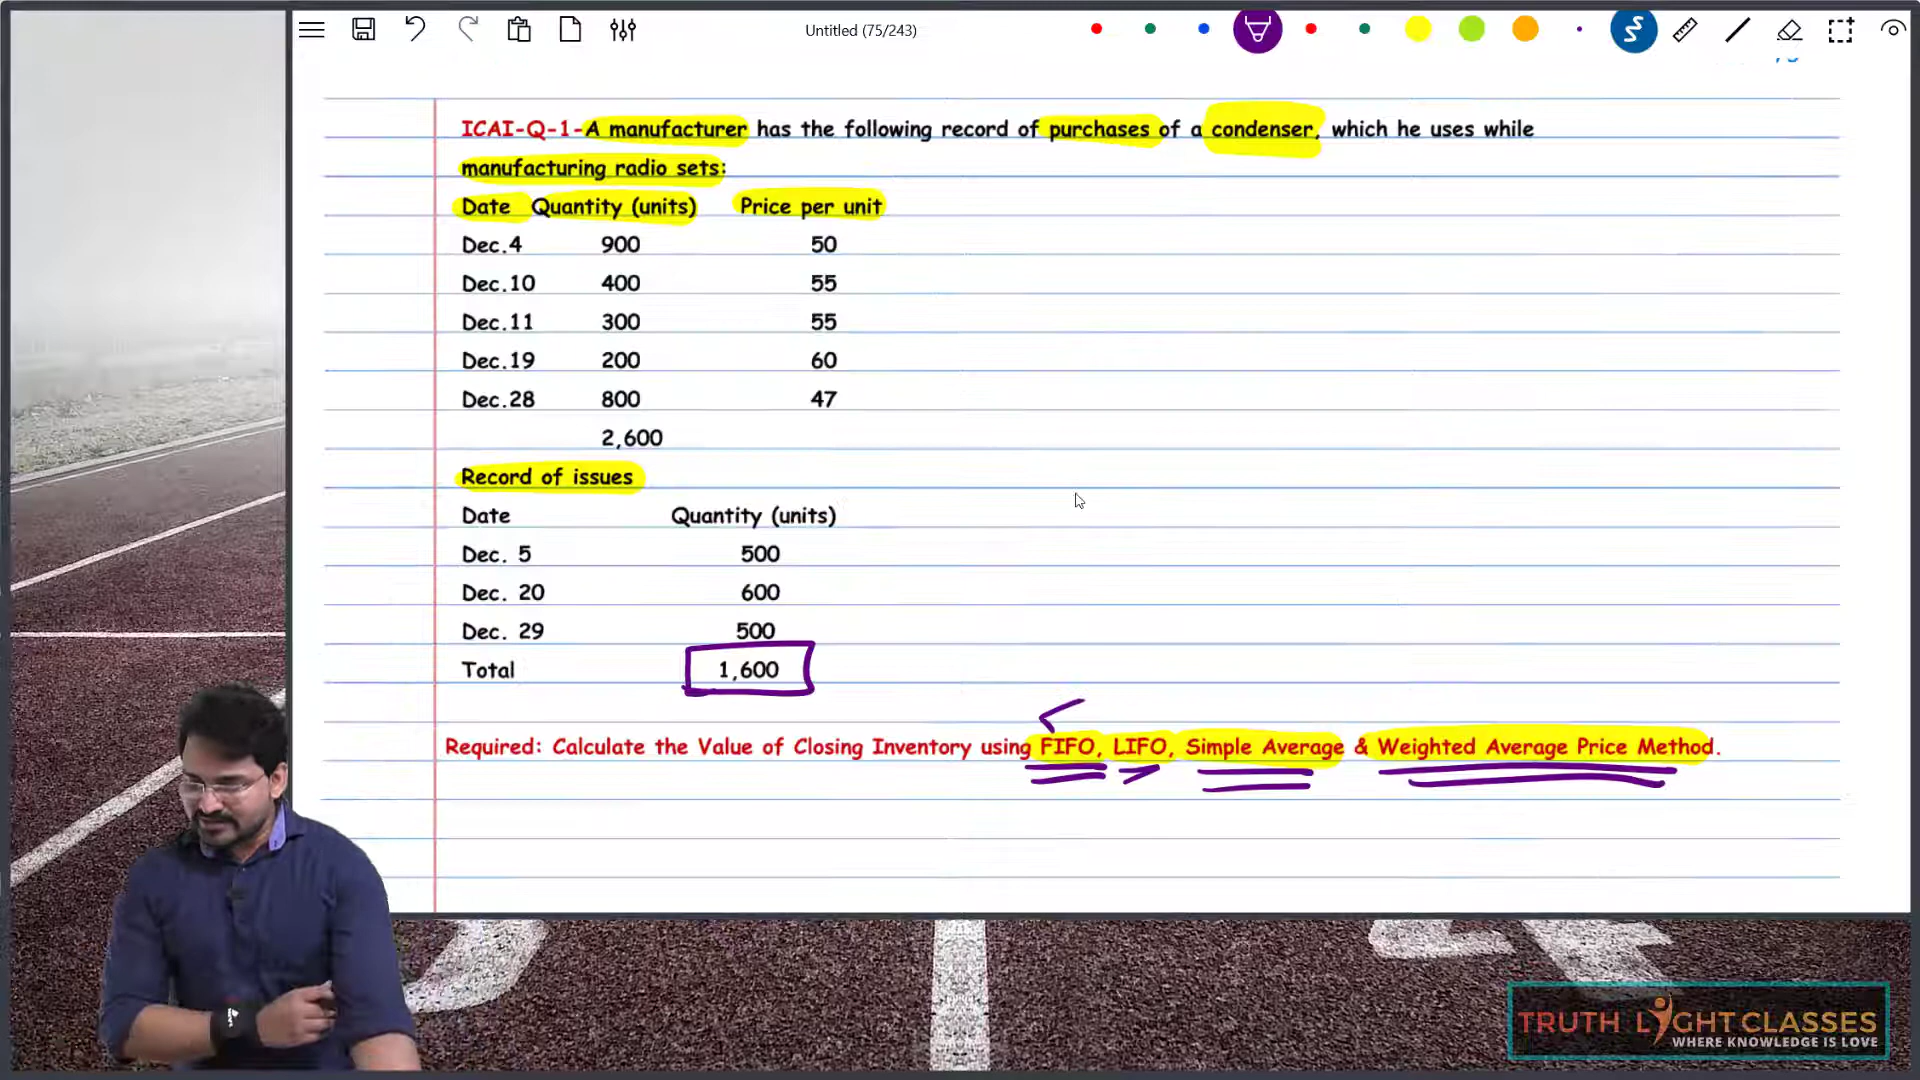 Untitled (75/243)
ICAI-Q-1-A manufacturer has the following record of purchases of a condenser, which he uses while
manufacturing radio sets:
Date Quantity (units) Price per unit
Dec.4 900 50
Dec.10 400 55
Dec.11 300 55
Dec.19 200 60
Dec.28 800 47
2,600
Record of issues
Date Quantity (units)
Dec. 5 500
Dec. 20 600
Dec. 29 500
Total 1,600
Required: Calculate the Value of Closing Inventory using FIFO, LIFO, Simple Average & Weighted Average Price Method.
TRUTH LIGHT CLASSES
WHERE KNOWLEDGE IS LOVE